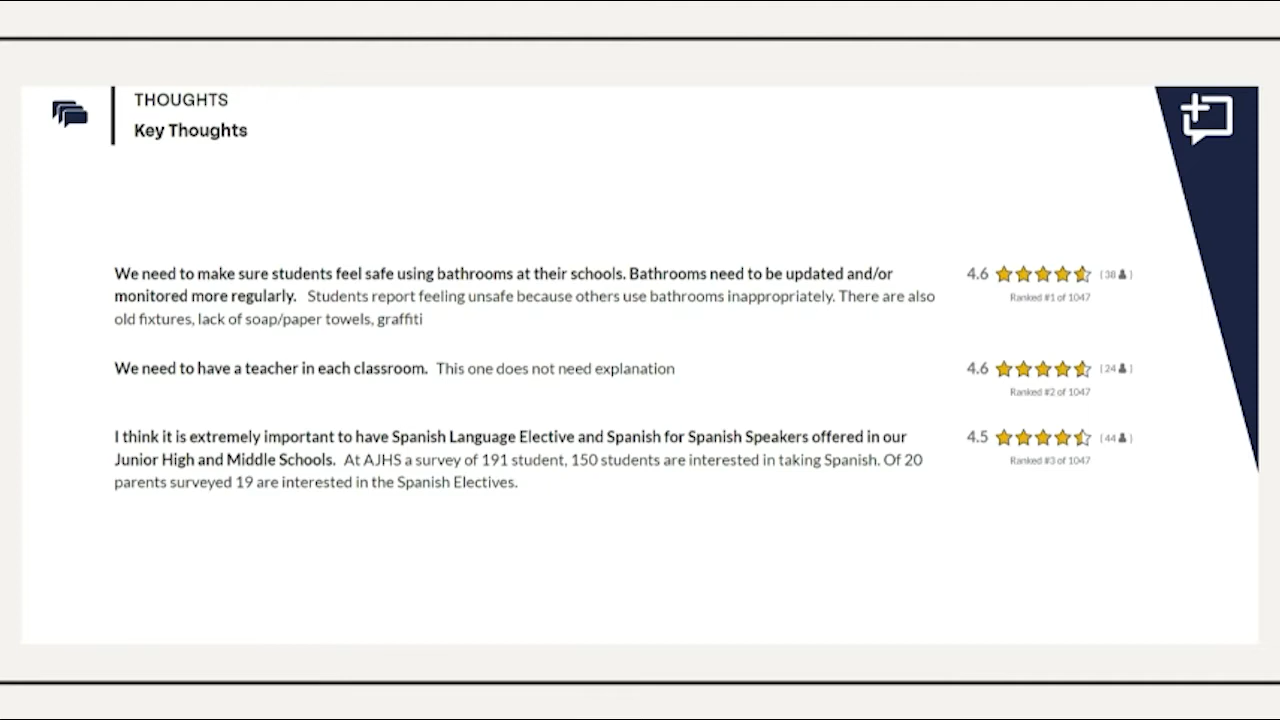 THOUGHTS
Key Thoughts
We need to make sure students feel safe using bathrooms at their schools. Bathrooms need to be updated and/or
monitored more regularly. Students report feeling unsafe because others use bathrooms inappropriately. There are also
old fixtures, lack of soap/paper towels, graffiti
4.6 (38)
Ranked #1 of 1047
We need to have a teacher in each classroom. This one does not need explanation
4.6 (24)
Ranked #2 of 1047
I think it is extremely important to have Spanish Language Elective and Spanish for Spanish Speakers offered in our
Junior High and Middle Schools. At AJHS a survey of 191 student, 150 students are interested in taking Spanish. Of 20
parents surveyed 19 are interested in the Spanish Electives.
4.5 (44)
Ranked #3 of 1047